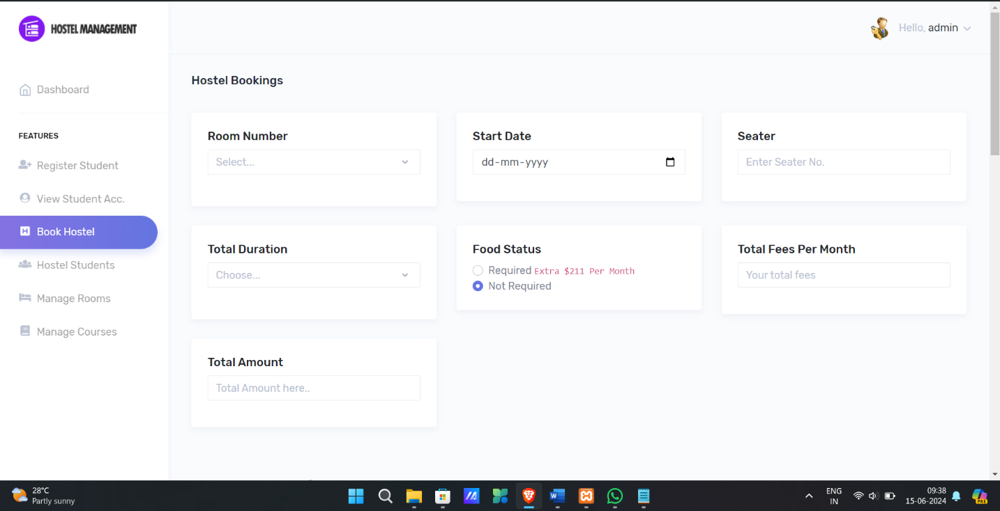 HOSTEL MANAGEMENT
Hello, admin
Dashboard
FEATURES
Register Student
View Student Acc.
Book Hostel
Hostel Students
Manage Rooms
Manage Courses
Hostel Bookings
Room Number
Select...
Start Date
dd-mm-yyyy
Seater
Enter Seater No.
Total Duration
Choose...
Food Status
Required Extra $211 Per Month
Not Required
Total Fees Per Month
Your total fees
Total Amount
Total Amount here..
28°C
Partly sunny
W
ENG
IN
09:38
15-06-2024
PRE